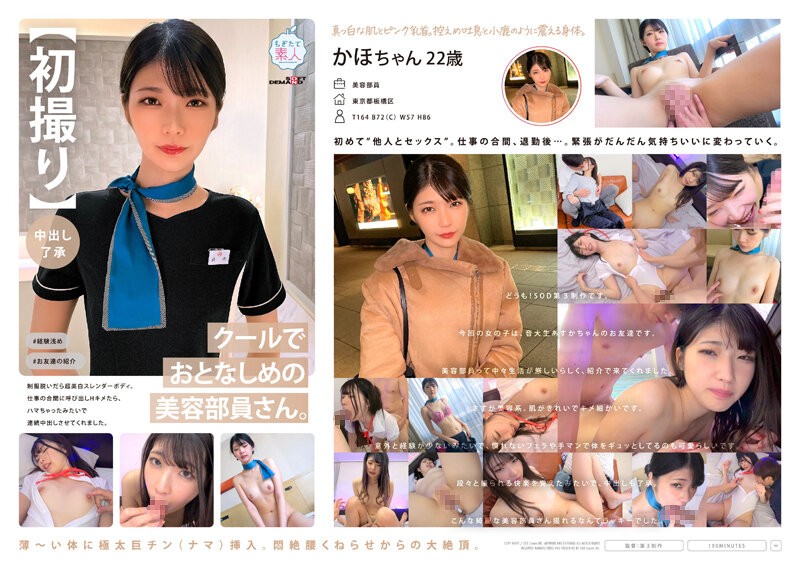 【初撮り】
もぎたて
素人
中出し
了承
#経験浅め
#お友達の紹介
クールで
おとなしめの
美容部員さん。
制服脱いだら超美白スレンダーボディ。
仕事の合間に呼び出しHキメたら、
ハマちゃったみたいで
連続中出しさせてくれました。
真っ白な肌とピンク乳首。控えめ吐息と小鹿のように震える身体。
かほちゃん 22歳
美容部員
東京都板橋区
T164 B72(C) W57 H86
初めて“他人とセックス”。仕事の合間、退勤後…。緊張がだんだん気持ちいいに変わっていく。
どうも!SOD第3制作です。
今回の女の子は、音大生あすかちゃんのお友達です。
美容部員って中々生活が厳しいらしく、紹介で来てくれました。
さすが美容系、肌がきれいでキメ細かいです。
意外と経験が少ないみたいで、慣れないフェラや手マンで体をギュッとしてるのも可愛らしいです。
段々と撮られる快楽を覚えたみたいで、中出しも了承。
こんな綺麗な美容部員さん撮れるなんてラッキーでした。
薄〜い体に極太巨チン(ナマ)挿入。悶絶腰くねらせからの大絶頂。
監督:第3制作